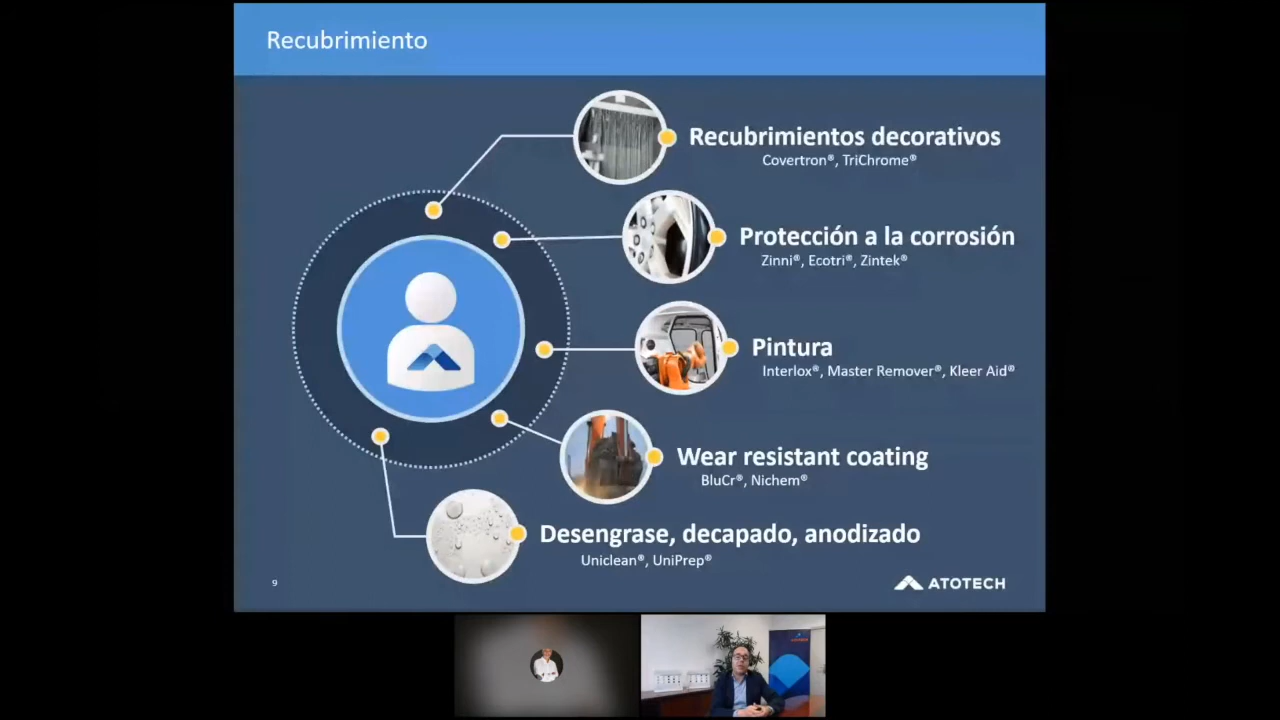 Recubrimiento
Recubrimientos decorativos
Covertron®, TriChrome®
Protección a la corrosión
Zinni®, Ecotri®, Zintek®
Pintura
Interlox®, Master Remover®, Kleer Aid®
Wear resistant coating
BluCr®, Nichem®
Desengrase, decapado, anodizado
Uniclean®, UniPrep®
9
ATOTECH